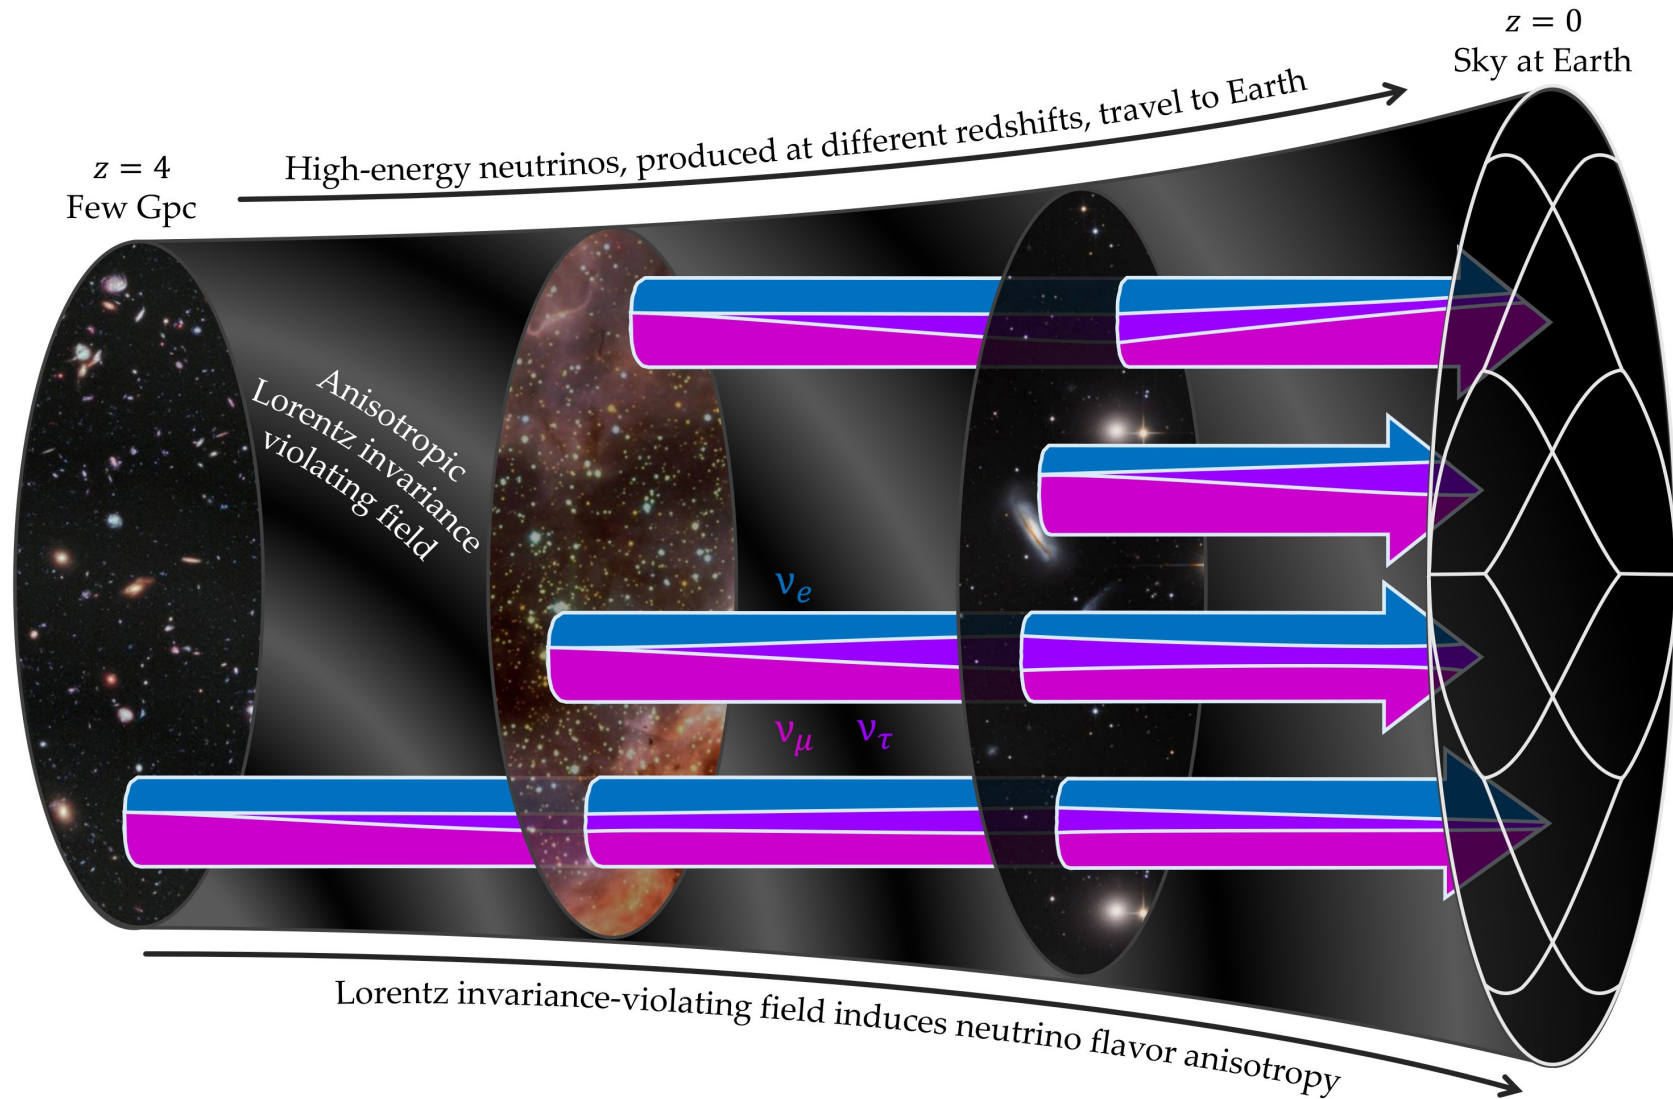 z = 0
Sky at Earth
z = 4
Few Gpc
High-energy neutrinos, produced at different redshifts, travel to Earth
Anisotropic
Lorentz invariance
violating field
νe
νμ ντ
Lorentz invariance-violating field induces neutrino flavor anisotropy